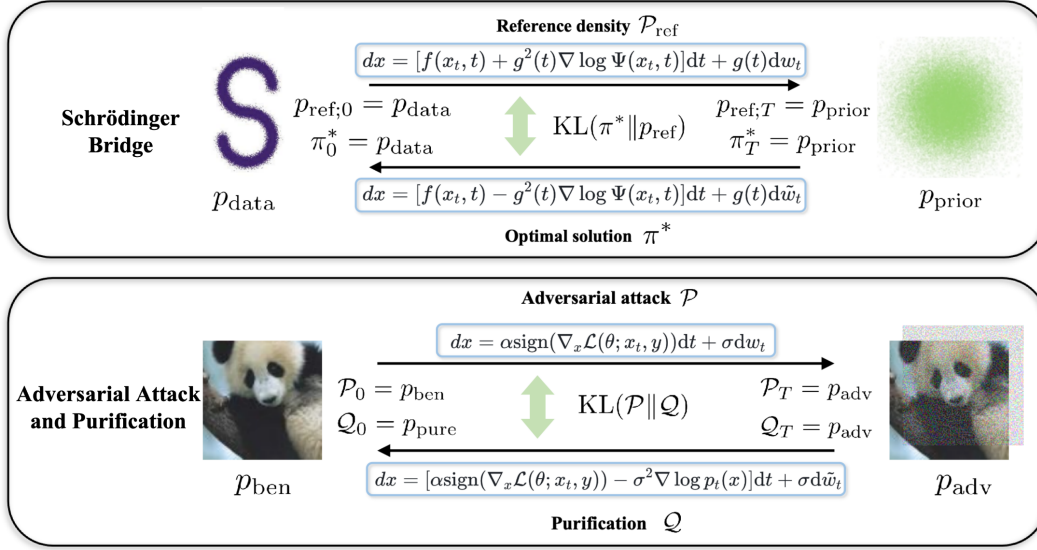 Reference density 𝒫_ref
dx = [f(x_t, t) + g²(t)∇ log Ψ(x_t, t)]dt + g(t)dw_t
Schrödinger
Bridge
p_ref;0 = p_data
π*_0 = p_data
KL(π*‖p_ref)
p_ref;T = p_prior
π*_T = p_prior
p_data
p_prior
dx = [f(x_t, t) − g²(t)∇ log Ψ(x_t, t)]dt + g(t)dw̃_t
Optimal solution π*
Adversarial attack 𝒫
dx = αsign(∇_xℒ(θ; x_t, y))dt + σdw_t
Adversarial Attack
and Purification
𝒫_0 = p_ben
𝒬_0 = p_pure
KL(𝒫‖𝒬)
𝒫_T = p_adv
𝒬_T = p_adv
p_ben
p_adv
dx = [αsign(∇_xℒ(θ; x_t, y)) − σ²∇ log p_t(x)]dt + σdw̃_t
Purification 𝒬